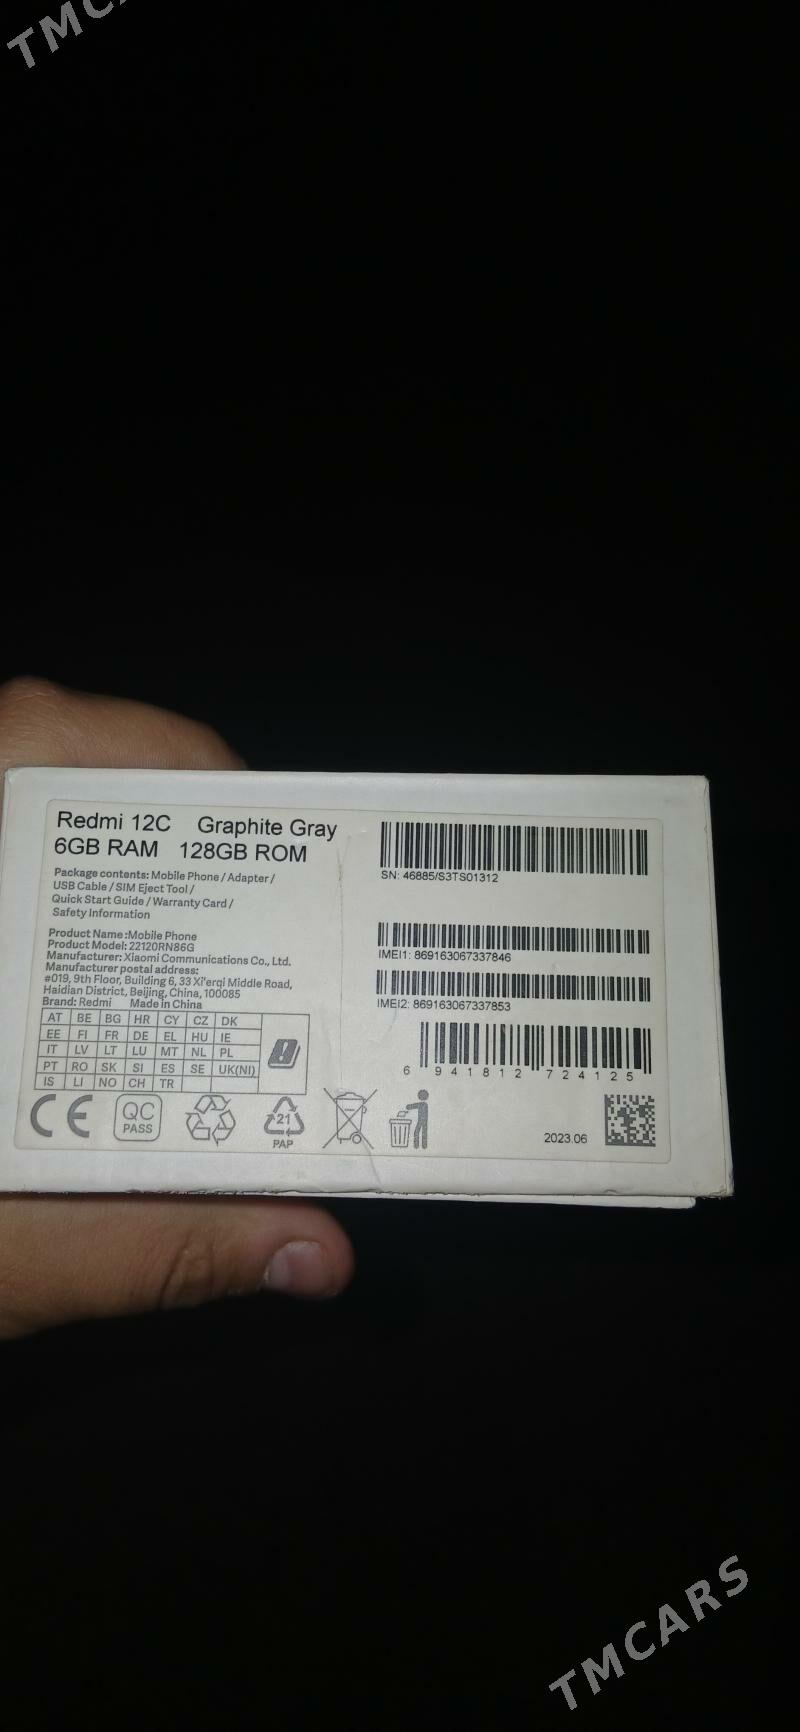 TMCA
Redmi 12C Graphite Gray
6GB RAM 128GB ROM
Package contents: Mobile Phone / Adapter /
USB Cable / SIM Eject Tool /
Quick Start Guide / Warranty Card /
Safety Information
Product Name:Mobile Phone
Product Model: 22120RN86G
Manufacturer: Xiaomi Communications Co., Ltd.
Manufacturer postal address:
#019, 9th Floor, Building 6, 33 Xi'erqi Middle Road,
Haidian District, Beijing, China, 100085
Brand: Redmi Made in China
AT BE BG HR CY CZ DK
EE FI FR DE EL HU IE
IT LV LT LU MT NL PL
PT RO SK SI ES SE UK(NI)
IS LI NO CH TR
CE
QC
PASS
21
PAP
SN: 46885/S3TS01312
IMEI1: 869163067337846
IMEI2: 869163067337853
6 941812 724125
2023.06
TMCARS